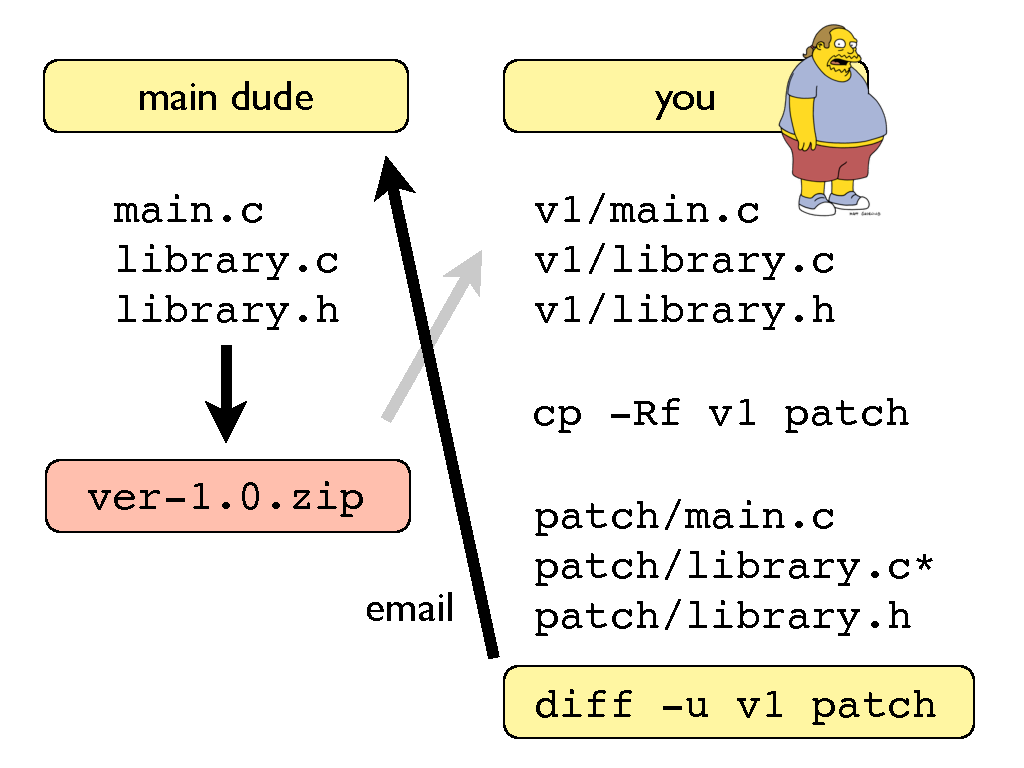 main dude
main.c
library.c
library.h
ver-1.0.zip
email
you
v1/main.c
v1/library.c
v1/library.h
cp -Rf v1 patch
patch/main.c
patch/library.c*
patch/library.h
diff -u v1 patch